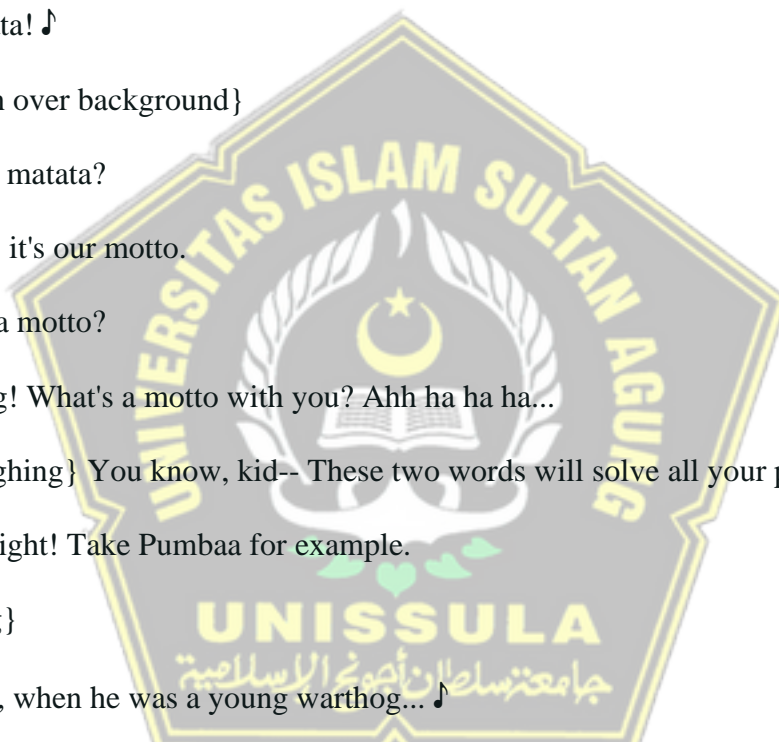 ta! ♪
n over background}
matata?
it's our motto.
a motto?
g! What's a motto with you? Ahh ha ha ha...
ghing} You know, kid-- These two words will solve all your p
ight! Take Pumbaa for example.
g}
, when he was a young warthog... ♪
UNIVERSITAS ISLAM SULTAN AGUNG
UNISSULA
جامعة سلطان أجونج الإسلامية